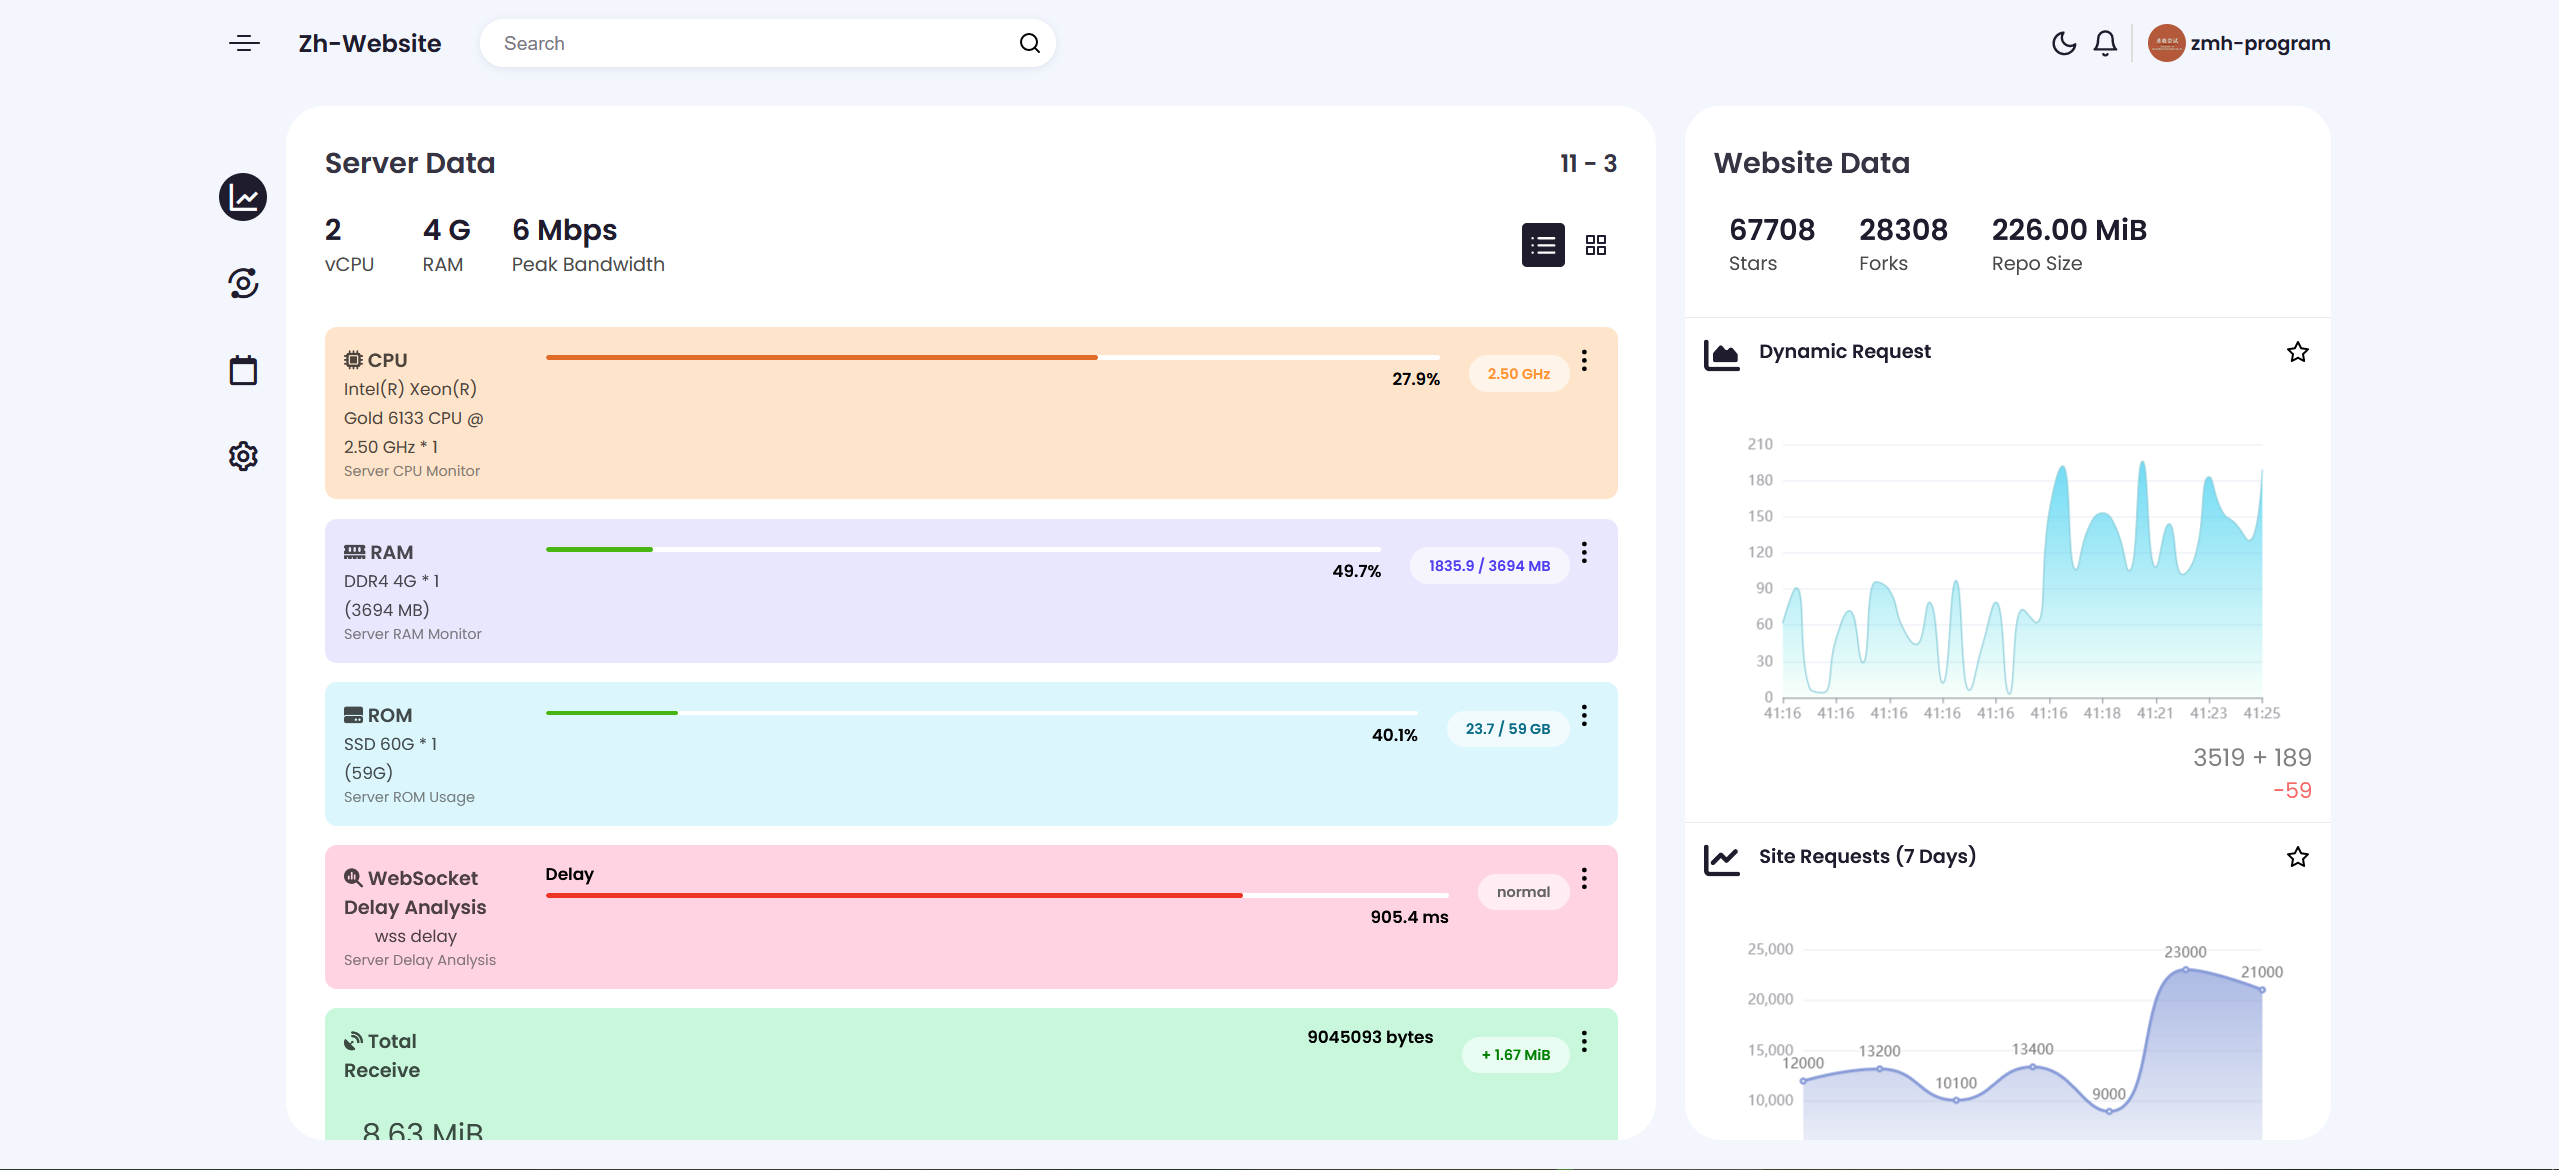 Zh-Website
Search
zmh-program
Server Data
11 - 3
2
vCPU
4 G
RAM
6 Mbps
Peak Bandwidth
CPU
Intel(R) Xeon(R)
Gold 6133 CPU @
2.50 GHz * 1
Server CPU Monitor
27.9%
2.50 GHz
RAM
DDR4 4G * 1
(3694 MB)
Server RAM Monitor
49.7%
1835.9 / 3694 MB
ROM
SSD 60G * 1
(59G)
Server ROM Usage
40.1%
23.7 / 59 GB
WebSocket
Delay Analysis
wss delay
Server Delay Analysis
Delay
905.4 ms
normal
Total
Receive
8.63 MiB
9045093 bytes
+ 1.67 MiB
Website Data
67708
Stars
28308
Forks
226.00 MiB
Repo Size
Dynamic Request
210
180
150
120
90
60
30
0
41:16 41:16 41:16 41:16 41:16 41:16 41:18 41:21 41:23 41:25
3519 + 189
-59
Site Requests (7 Days)
25,000
20,000
15,000
10,000
12000
13200
10100
13400
9000
23000
21000